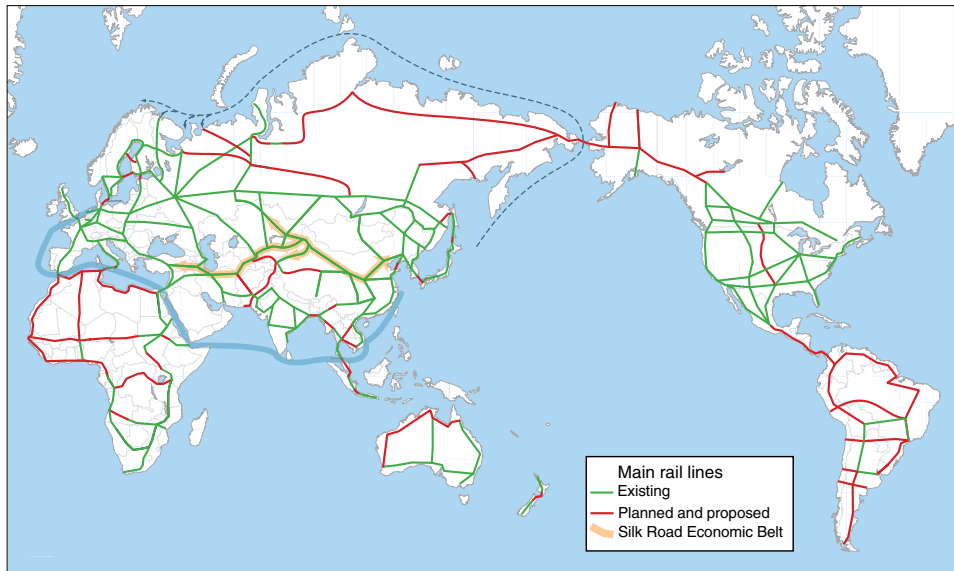 Main rail lines
Existing
Planned and proposed
Silk Road Economic Belt